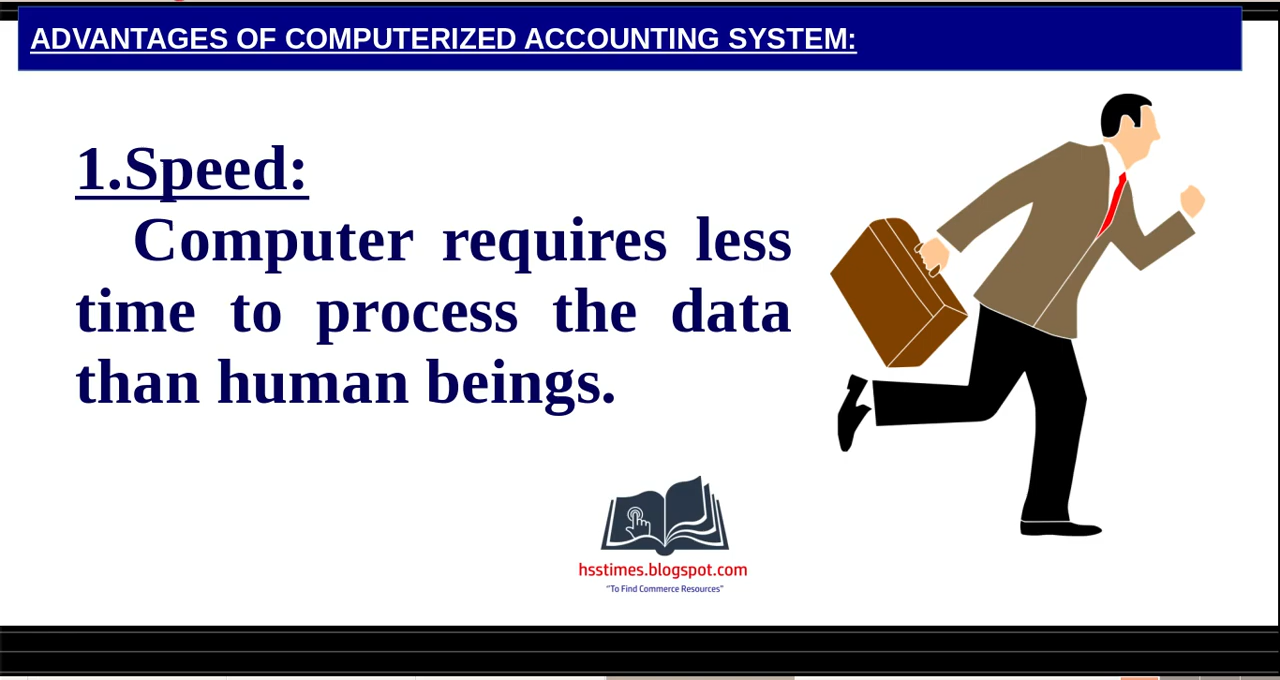 ADVANTAGES OF COMPUTERIZED ACCOUNTING SYSTEM:
1.Speed:
Computer requires less
time to process the data
than human beings.
hsstimes.blogspot.com
"To Find Commerce Resources"